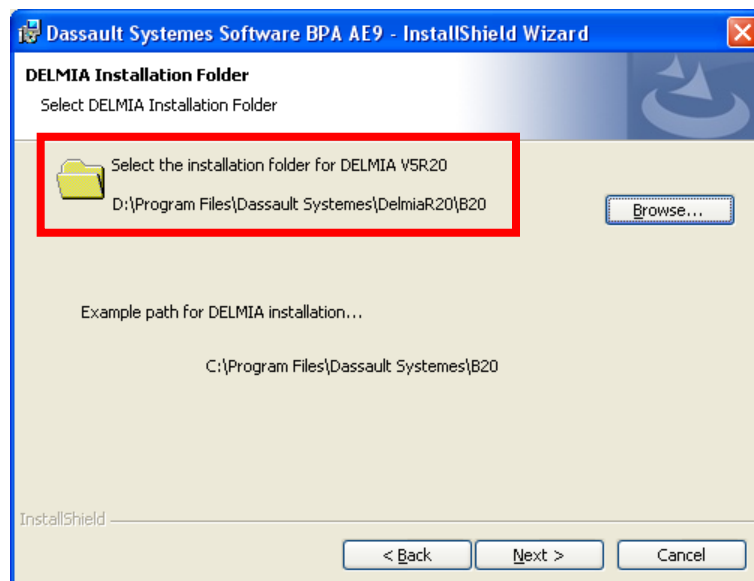 Dassault Systemes Software BPA AE9 - InstallShield Wizard
DELMIA Installation Folder
Select DELMIA Installation Folder
Select the installation folder for DELMIA V5R20
D:\Program Files\Dassault Systemes\DelmiaR20\B20
Browse...
Example path for DELMIA installation...
C:\Program Files\Dassault Systemes\B20
InstallShield
< Back
Next >
Cancel